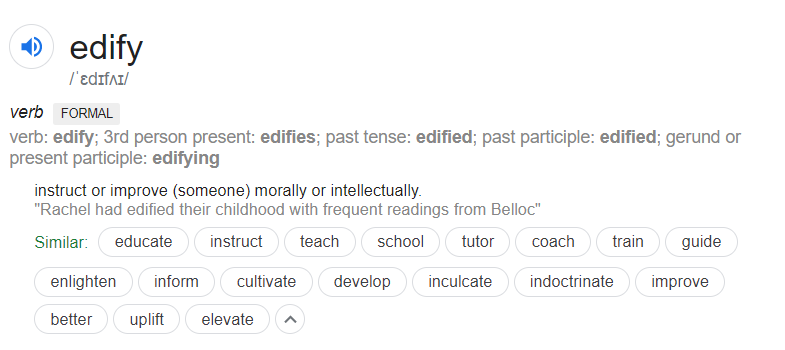 edify
/ˈɛdɪfʌɪ/
verb FORMAL
verb: edify; 3rd person present: edifies; past tense: edified; past participle: edified; gerund or
present participle: edifying
instruct or improve (someone) morally or intellectually.
"Rachel had edified their childhood with frequent readings from Belloc"
Similar: educate instruct teach school tutor coach train guide
enlighten inform cultivate develop inculcate indoctrinate improve
better uplift elevate